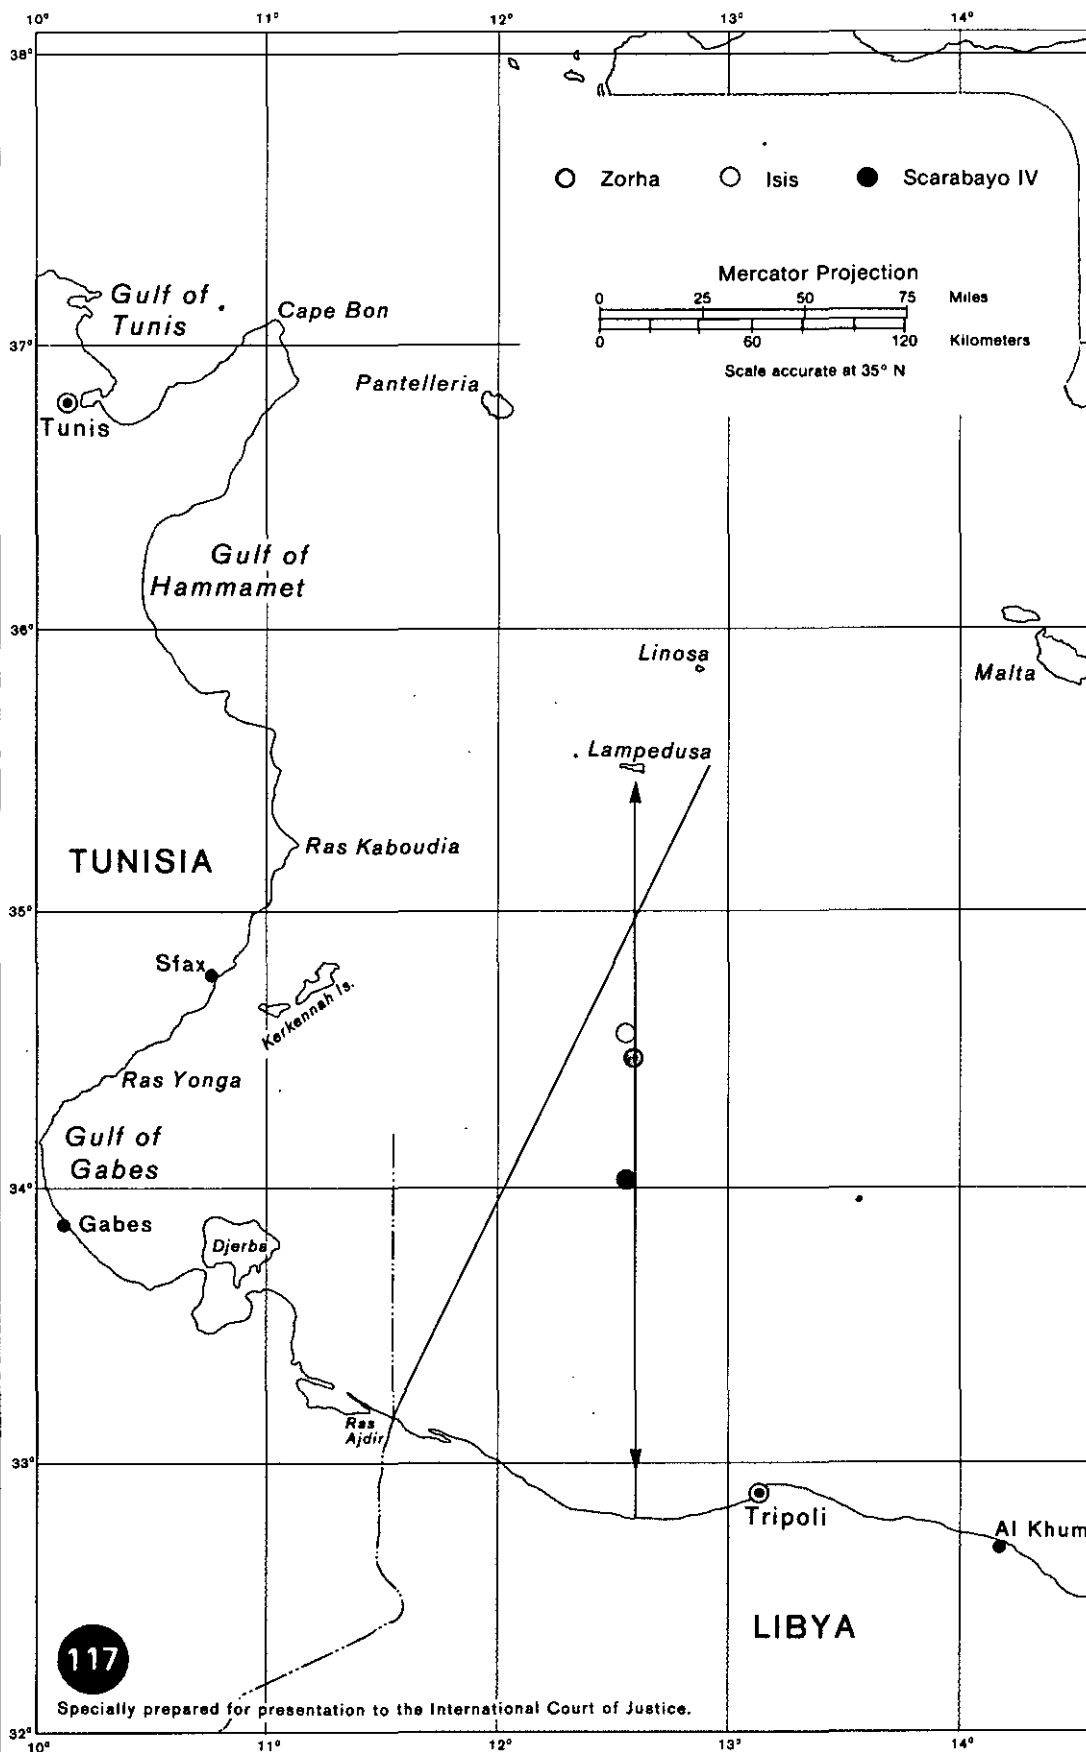 10° 11° 12° 13° 14°
38°
Zorha Isis Scarabayo IV
Mercator Projection
0 25 50 75 Miles
0 60 120 Kilometers
Scale accurate at 35° N
Gulf of
Tunis
Cape Bon
37°
Pantelleria
Tunis
Gulf of
Hammamet
36°
Linosa
Malta
Lampedusa
Ras Kaboudia
TUNISIA
35°
Sfax
Kerkennah Is.
Ras Yonga
Gulf of
Gabes
34°
Gabes
Djerba
Ras
Ajdir
33°
Tripoli
Al Khum
LIBYA
117
Specially prepared for presentation to the International Court of Justice.
32°
10° 11° 12° 13° 14°